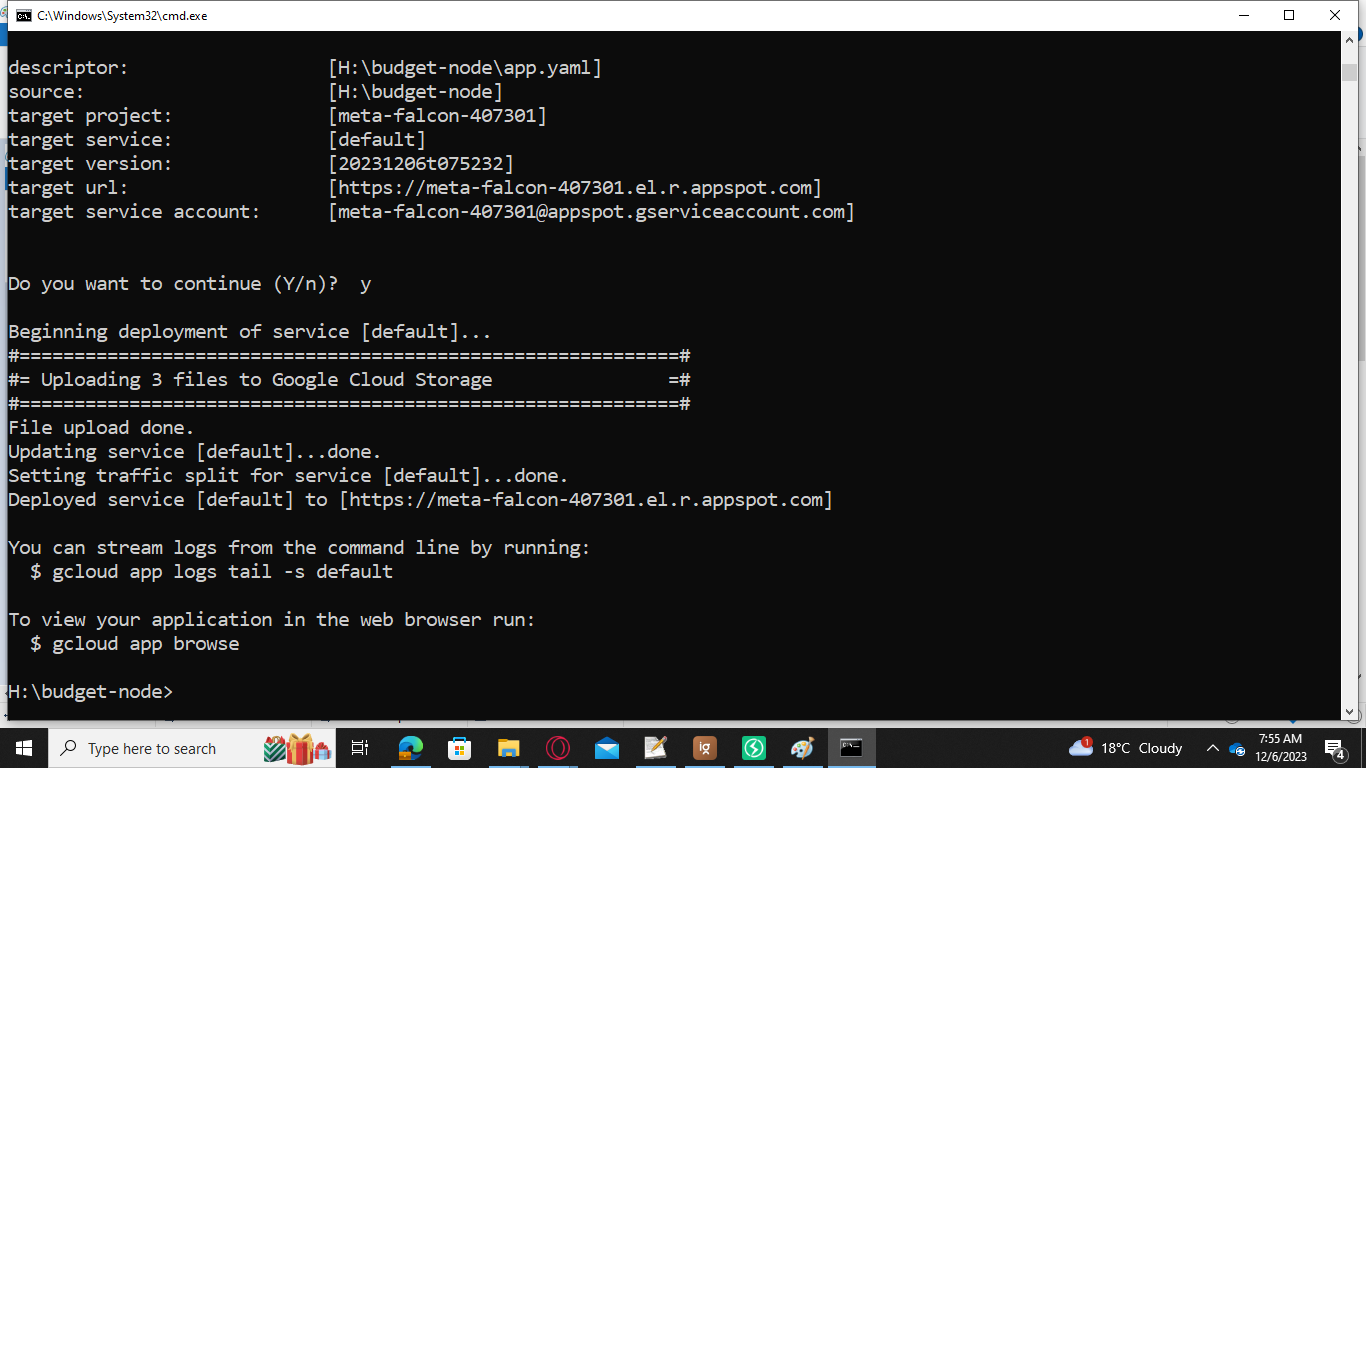 C:\Windows\System32\cmd.exe
descriptor: [H:\budget-node\app.yaml]
source: [H:\budget-node]
target project: [meta-falcon-407301]
target service: [default]
target version: [20231206t075232]
target url: [https://meta-falcon-407301.el.r.appspot.com]
target service account: [meta-falcon-407301@appspot.gserviceaccount.com]
Do you want to continue (Y/n)? y
Beginning deployment of service [default]...
#============================================================#
#= Uploading 3 files to Google Cloud Storage =#
#============================================================#
File upload done.
Updating service [default]...done.
Setting traffic split for service [default]...done.
Deployed service [default] to [https://meta-falcon-407301.el.r.appspot.com]
You can stream logs from the command line by running:
$ gcloud app logs tail -s default
To view your application in the web browser run:
$ gcloud app browse
H:\budget-node>
Type here to search
ig
1
18°C Cloudy
7:55 AM
12/6/2023
4